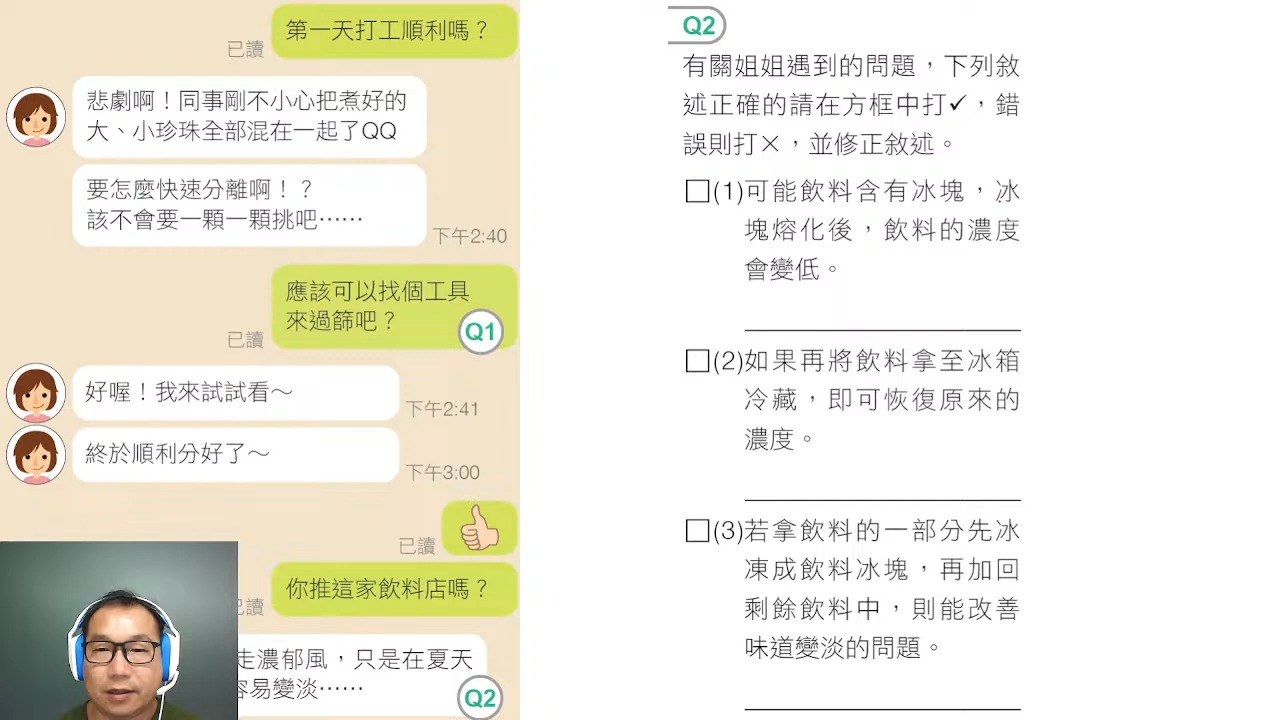 第一天打工順利嗎？
已讀
悲劇啊！同事剛不小心把煮好的
大、小珍珠全部混在一起了QQ
要怎麼快速分離啊！？
該不會要一顆一顆挑吧……
下午2:40
應該可以找個工具
來過篩吧？
已讀
Q1
好喔！我來試試看～
下午2:41
終於順利分好了～
下午3:00
已讀
你推這家飲料店嗎？
已讀
走濃郁風，只是在夏天
容易變淡……
Q2
Q2
有關姐姐遇到的問題，下列敘
述正確的請在方框中打✓，錯
誤則打×，並修正敘述。
□(1)可能飲料含有冰塊，冰
塊熔化後，飲料的濃度
會變低。
□(2)如果再將飲料拿至冰箱
冷藏，即可恢復原來的
濃度。
□(3)若拿飲料的一部分先冰
凍成飲料冰塊，再加回
剩餘飲料中，則能改善
味道變淡的問題。